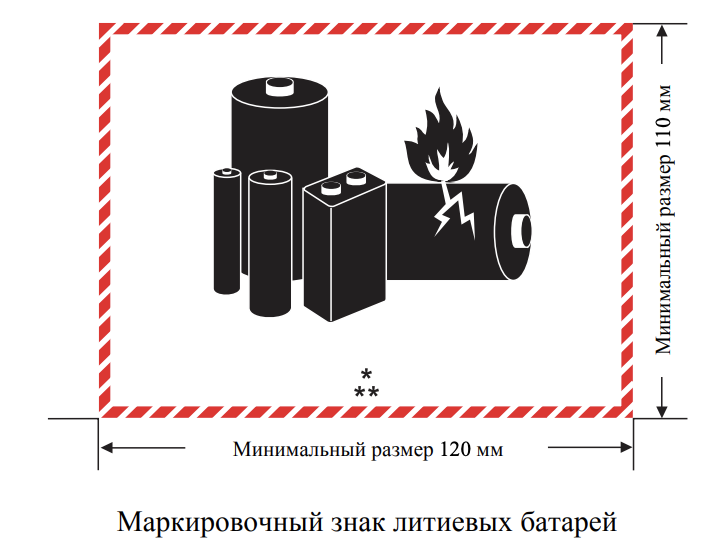 Минимальный размер 110 мм
*
**
Минимальный размер 120 мм
Маркировочный знак литиевых батарей